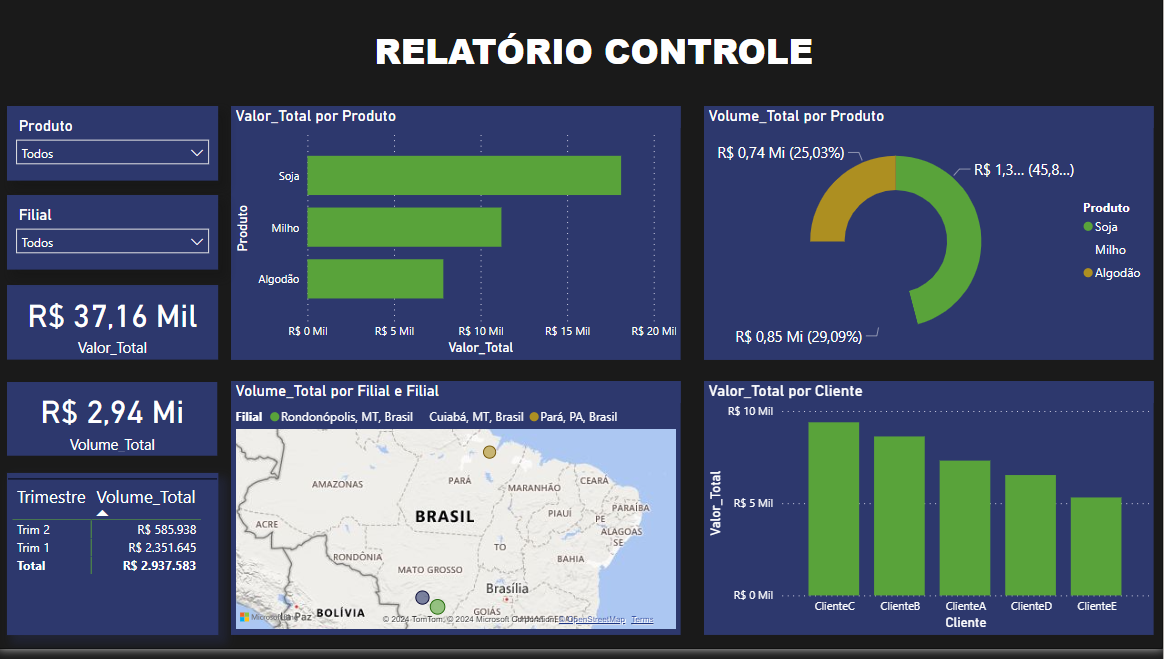 RELATÓRIO CONTROLE
Produto
Todos
Filial
Todos
R$ 37,16 Mil
Valor_Total
R$ 2,94 Mi
Volume_Total
Trimestre Volume_Total
Trim 2 R$ 585.938
Trim 1 R$ 2.351.645
Total R$ 2.937.583
Valor_Total por Produto
Produto
Soja
Milho
Algodão
R$ 0 Mil R$ 5 Mil R$ 10 Mil R$ 15 Mil R$ 20 Mil
Valor_Total
Volume_Total por Produto
R$ 0,74 Mi (25,03%)
R$ 1,3... (45,8...)
R$ 0,85 Mi (29,09%)
Produto
Soja
Milho
Algodão
Volume_Total por Filial e Filial
Filial Rondonópolis, MT, Brasil Cuiabá, MT, Brasil Pará, PA, Brasil
AMAZONAS
PARÁ
MARANHÃO
CEARÁ
PARAÍBA
PIAUÍ
PE
ALAGOAS
SE
BRASIL
ACRE
RONDÔNIA
TO
BAHIA
MATO GROSSO
Brasília
GOIÁS
BOLÍVIA
La Paz
Microsoft
© 2024 TomTom, © 2024 Microsoft Corporation, © OpenStreetMap Terms
Valor_Total por Cliente
Valor_Total
R$ 10 Mil
R$ 5 Mil
R$ 0 Mil
ClienteC ClienteB ClienteA ClienteD ClienteE
Cliente